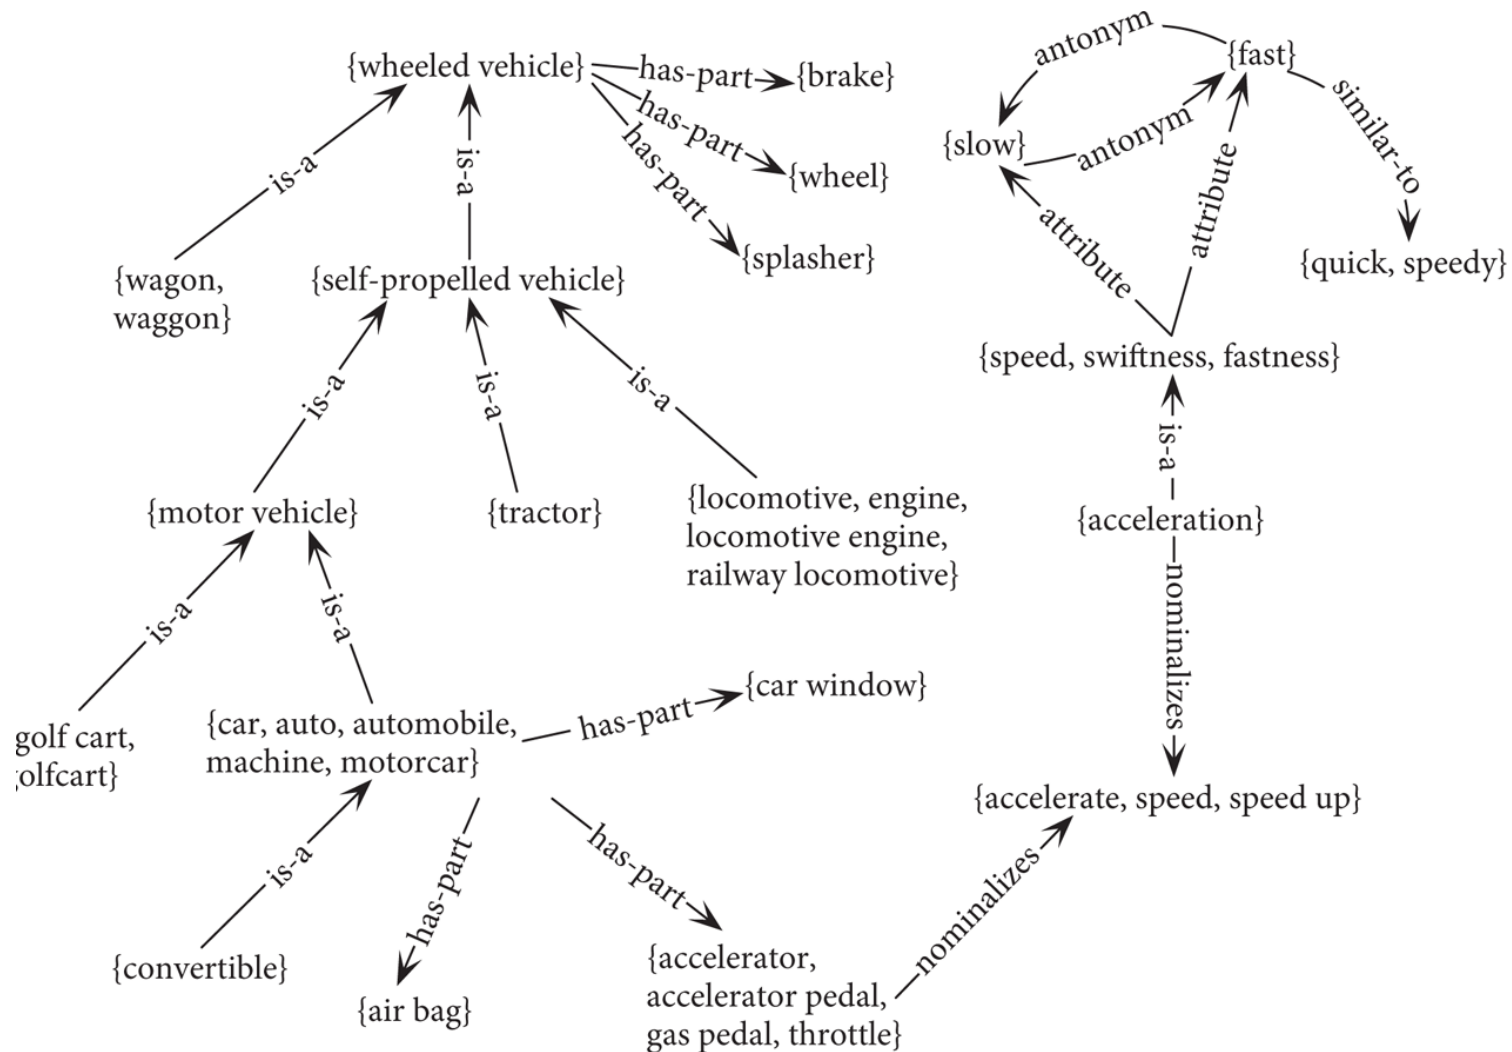 antonym
{fast}
{wheeled vehicle}
has-part
{brake}
similar-to
has-part
{slow}
antonym
is-a
is-a
has-part
{wheel}
attribute
attribute
{wagon,
waggon}
{self-propelled vehicle}
{splasher}
{quick, speedy}
{speed, swiftness, fastness}
is-a
is-a
is-a
is-a
{motor vehicle}
{tractor}
{locomotive, engine,
locomotive engine,
railway locomotive}
{acceleration}
is-a
is-a
nominalizes
{car window}
has-part
golf cart,
olfcart}
{car, auto, automobile,
machine, motorcar}
{accelerate, speed, speed up}
is-a
has-part
has-part
nominalizes
{convertible}
{air bag}
{accelerator,
accelerator pedal,
gas pedal, throttle}